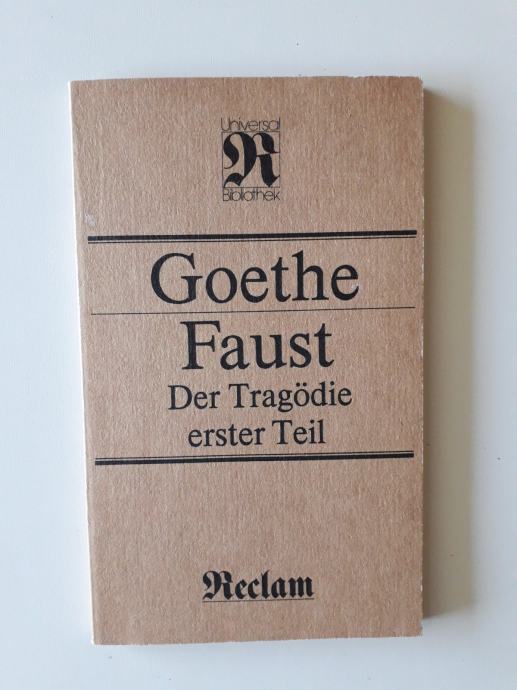 Universal
R
Bibliothek
Goethe
Faust
Der Tragödie
erster Teil
Reclam